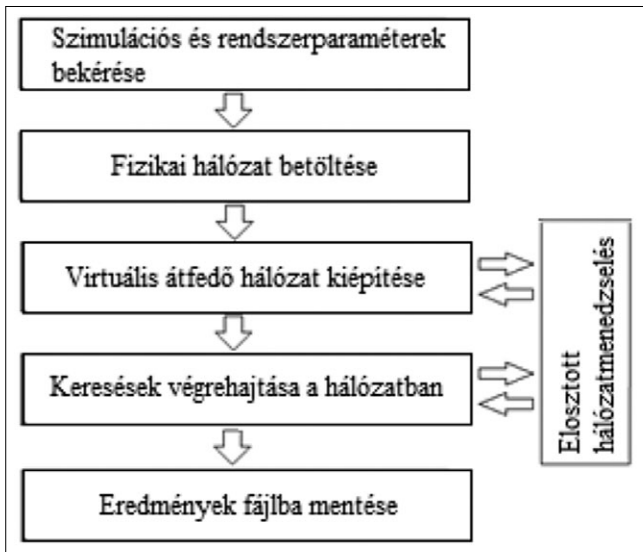 Szimulációs és rendszerparaméterek
bekérése
Fizikai hálózat betöltése
Virtuális átfedő hálózat kiépítése
Keresések végrehajtása a hálózatban
Eredmények fájlba mentése
Elosztott
hálózatmenedzselés